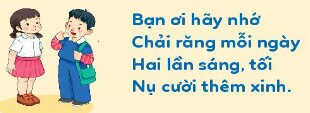 Bạn ơi hãy nhớ
Chải răng mỗi ngày
Hai lần sáng, tối
Nụ cười thêm xinh.